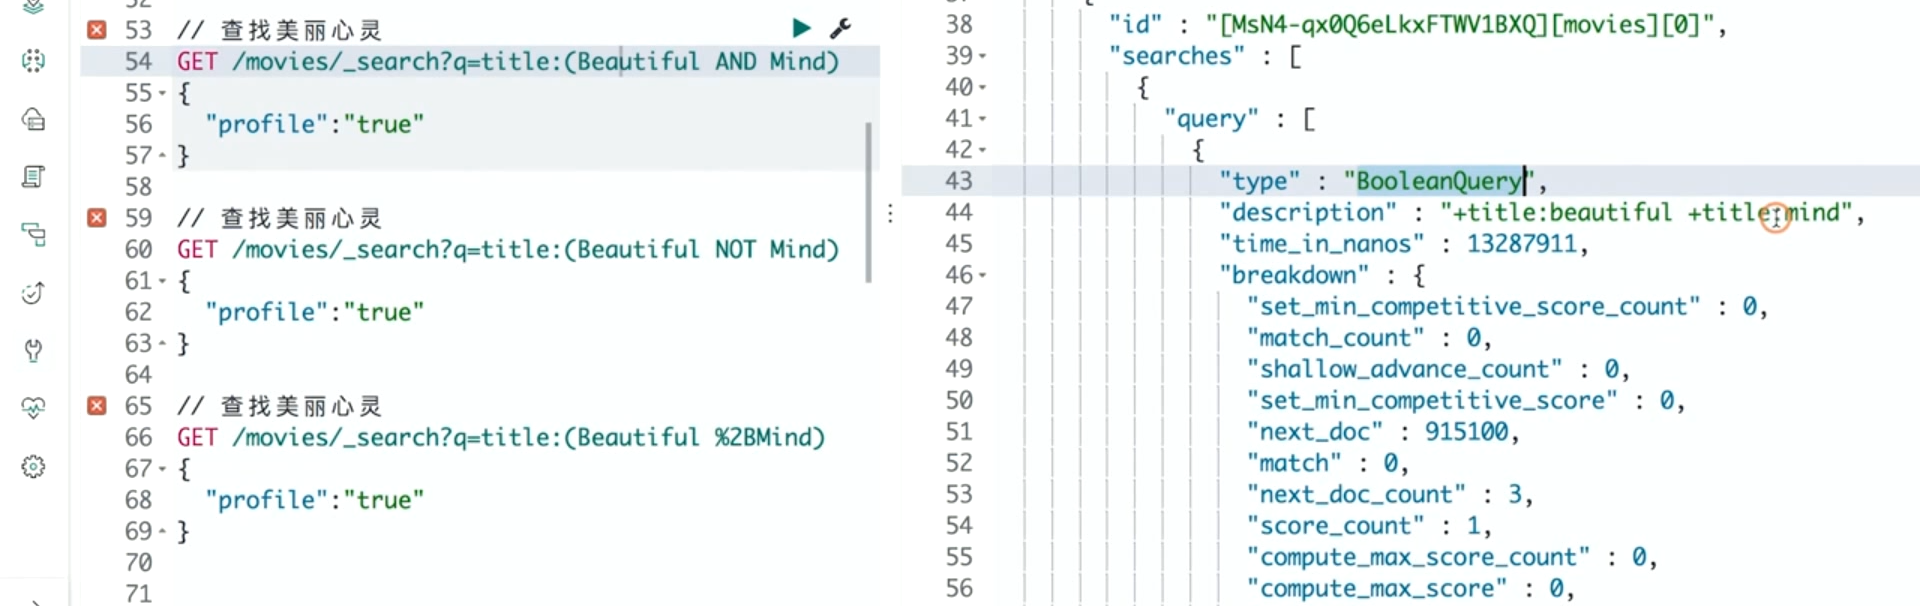 52
53 // 查找美丽心灵
54 GET /movies/_search?q=title:(Beautiful AND Mind)
55 {
56 "profile":"true"
57 }
58
59 // 查找美丽心灵
60 GET /movies/_search?q=title:(Beautiful NOT Mind)
61 {
62 "profile":"true"
63 }
64
65 // 查找美丽心灵
66 GET /movies/_search?q=title:(Beautiful %2BMind)
67 {
68 "profile":"true"
69 }
70
71
38 "id" : "[MsN4-qx0Q6eLkxFTWV1BXQ][movies][0]",
39 "searches" : [
40 {
41 "query" : [
42 {
43 "type" : "BooleanQuery",
44 "description" : "+title:beautiful +title:mind",
45 "time_in_nanos" : 13287911,
46 "breakdown" : {
47 "set_min_competitive_score_count" : 0,
48 "match_count" : 0,
49 "shallow_advance_count" : 0,
50 "set_min_competitive_score" : 0,
51 "next_doc" : 915100,
52 "match" : 0,
53 "next_doc_count" : 3,
54 "score_count" : 1,
55 "compute_max_score_count" : 0,
56 "compute_max_score" : 0,